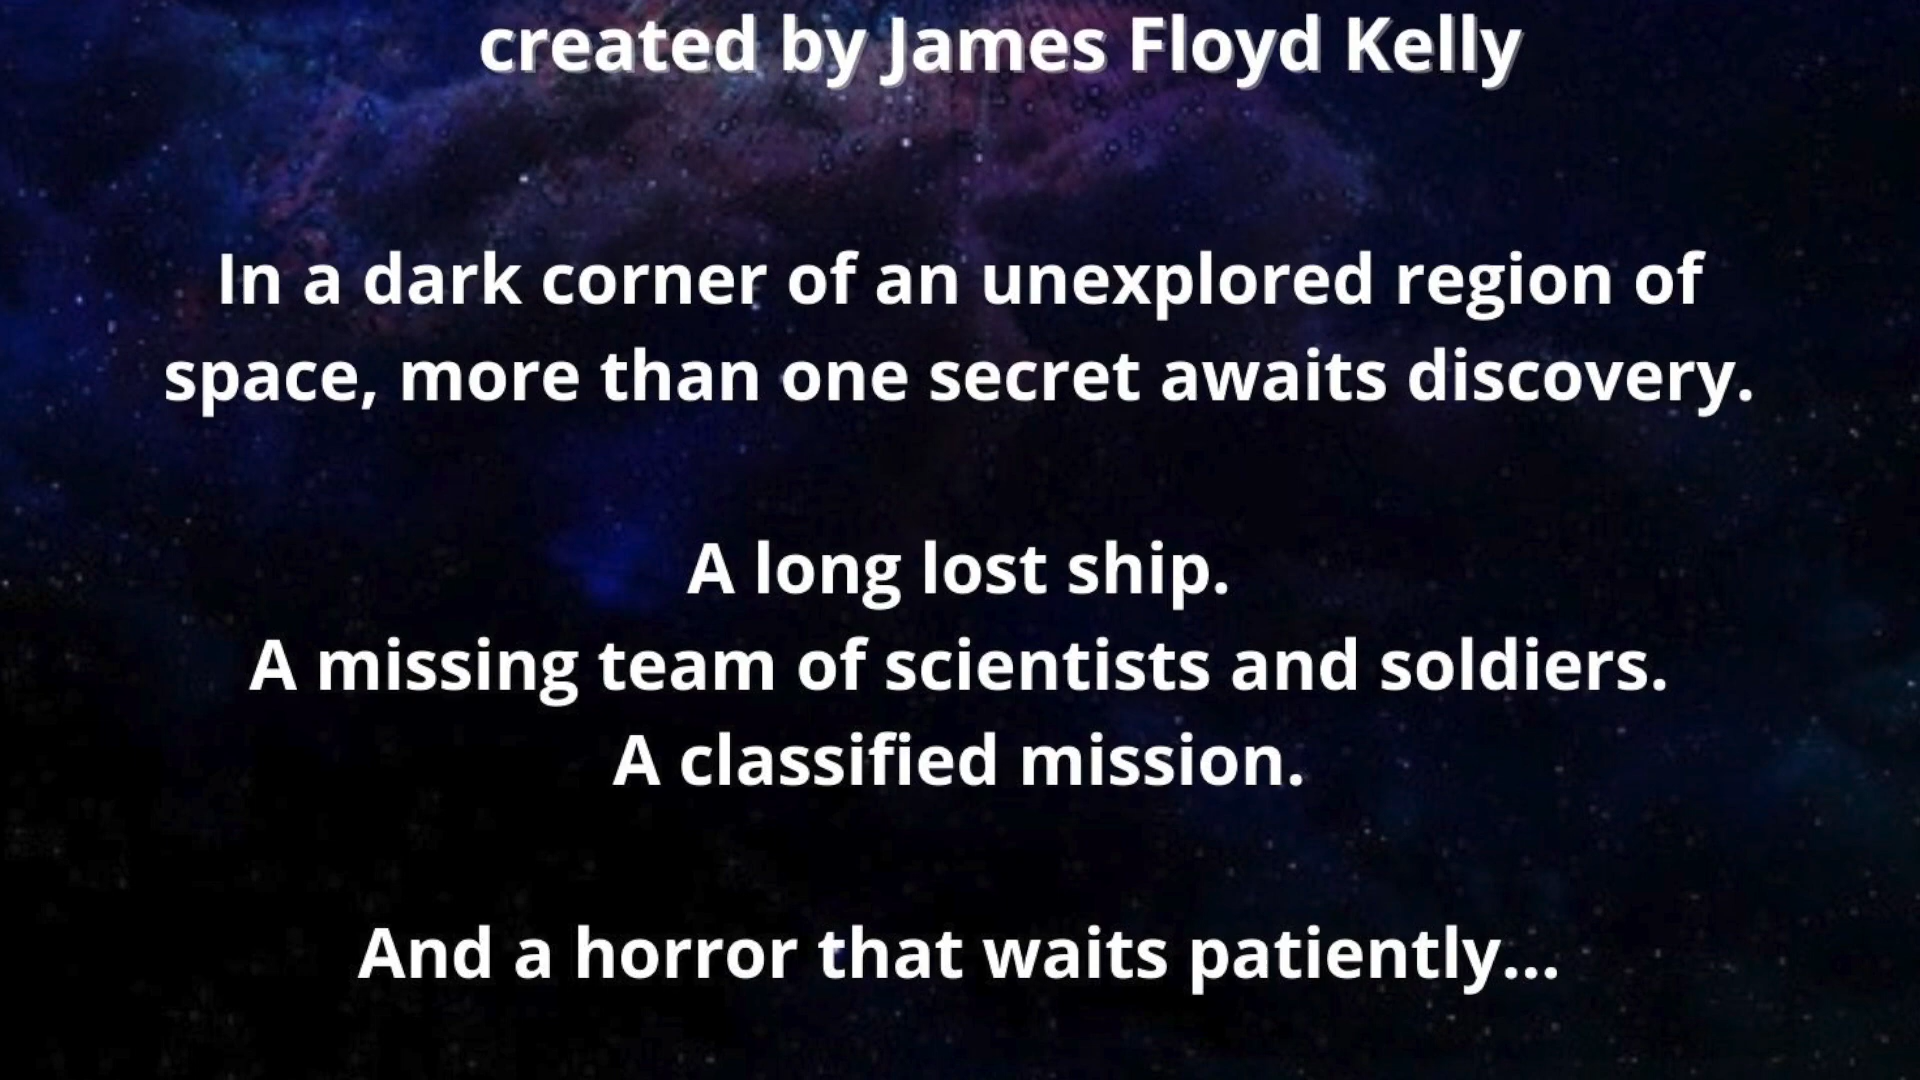 created by James Floyd Kelly
In a dark corner of an unexplored region of
space, more than one secret awaits discovery.
A long lost ship.
A missing team of scientists and soldiers.
A classified mission.
And a horror that waits patiently...